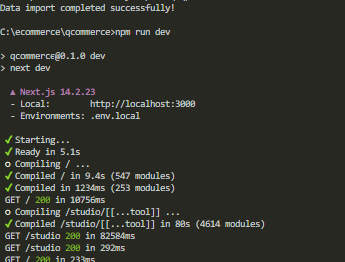 Data import completed successfully!
C:\ecommerce\qcommerce>npm run dev
> qcommerce@0.1.0 dev
> next dev
▲ Next.js 14.2.23
- Local: http://localhost:3000
- Environments: .env.local
✓ Starting...
✓ Ready in 5.1s
○ Compiling / ...
✓ Compiled / in 9.4s (547 modules)
✓ Compiled in 1234ms (253 modules)
GET / 200 in 10756ms
○ Compiling /studio/[[...tool]] ...
✓ Compiled /studio/[[...tool]] in 80s (4614 modules)
GET /studio 200 in 82584ms
GET /studio 200 in 292ms
GET / 200 in 233ms